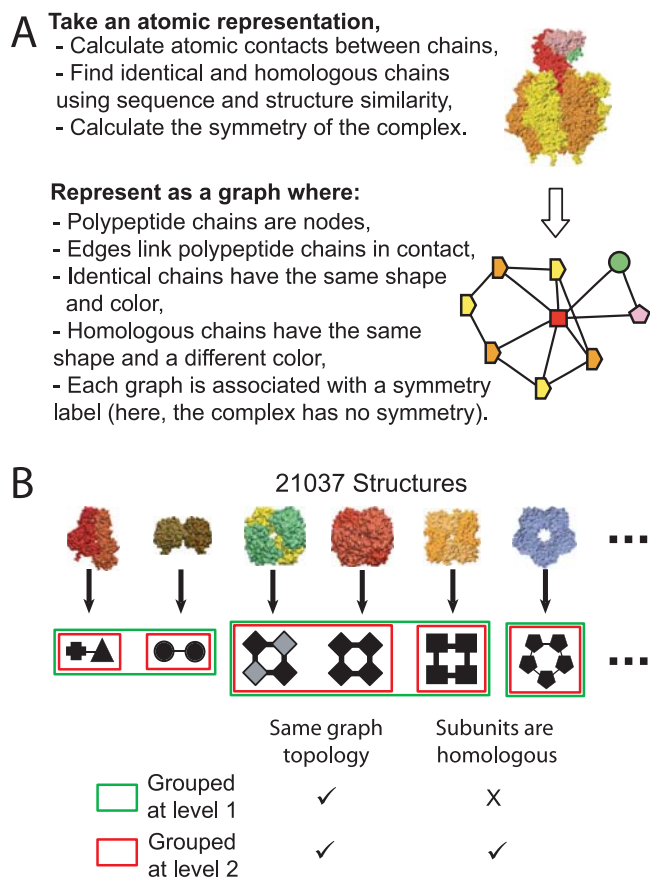 A
Take an atomic representation,
- Calculate atomic contacts between chains,
- Find identical and homologous chains
using sequence and structure similarity,
- Calculate the symmetry of the complex.
Represent as a graph where:
- Polypeptide chains are nodes,
- Edges link polypeptide chains in contact,
- Identical chains have the same shape
and color,
- Homologous chains have the same
shape and a different color,
- Each graph is associated with a symmetry
label (here, the complex has no symmetry).
B
21037 Structures
...
...
Same graph
topology
Subunits are
homologous
Grouped
at level 1
✓
X
Grouped
at level 2
✓
✓